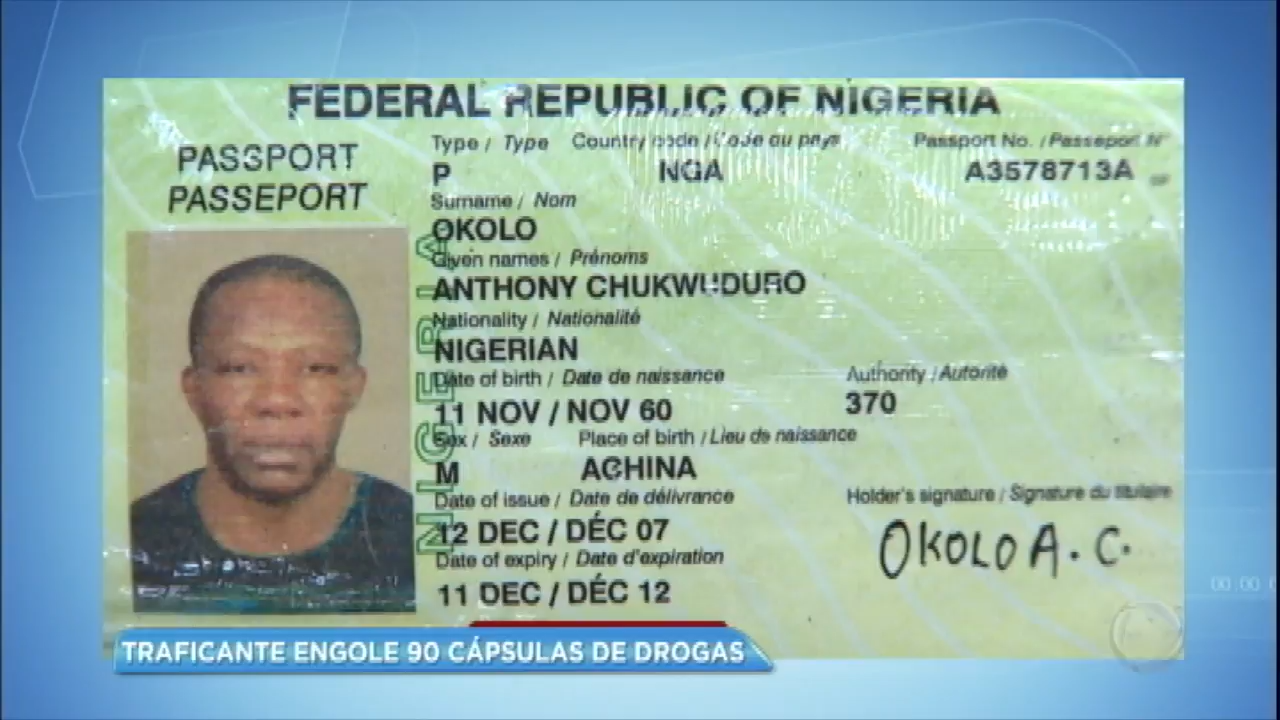 FEDERAL REPUBLIC OF NIGERIA
PASSPORT
PASSEPORT
Type / Type Country code / Code du pays Passport No. / Passeport N°
P NGA A3578713A
Surname / Nom
OKOLO
Given names / Prénoms
ANTHONY CHUKWUDURO
Nationality / Nationalité
NIGERIAN
Date of birth / Date de naissance Authority / Autorité
11 NOV / NOV 60 370
Sex / Sexe Place of birth / Lieu de naissance
M ACHINA
Date of issue / Date de délivrance Holder's signature / Signature du titulaire
12 DEC / DÉC 07 OKOLO A. C.
Date of expiry / Date d'expiration
11 DEC / DÉC 12
NIGERIA
TRAFICANTE ENGOLE 90 CÁPSULAS DE DROGAS